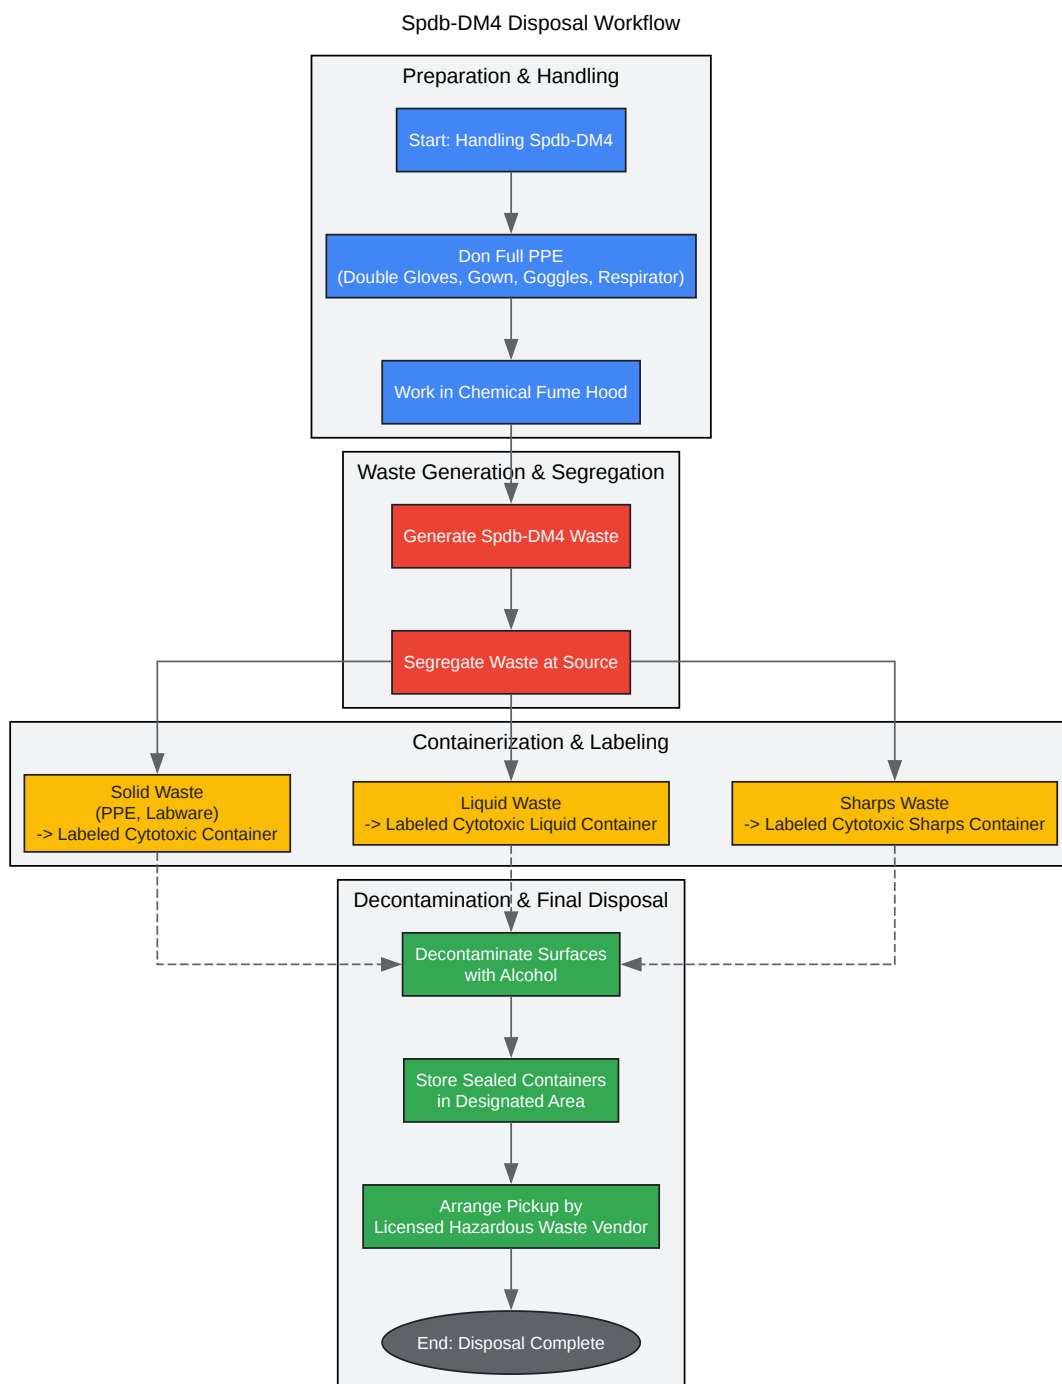 Spdb-DM4 Disposal Workflow
Preparation & Handling
Start: Handling Spdb-DM4
Don Full PPE
(Double Gloves, Gown, Goggles, Respirator)
Work in Chemical Fume Hood
Waste Generation & Segregation
Generate Spdb-DM4 Waste
Segregate Waste at Source
Containerization & Labeling
Solid Waste
(PPE, Labware)
-> Labeled Cytotoxic Container
Liquid Waste
-> Labeled Cytotoxic Liquid Container
Sharps Waste
-> Labeled Cytotoxic Sharps Container
Decontamination & Final Disposal
Decontaminate Surfaces
with Alcohol
Store Sealed Containers
in Designated Area
Arrange Pickup by
Licensed Hazardous Waste Vendor
End: Disposal Complete